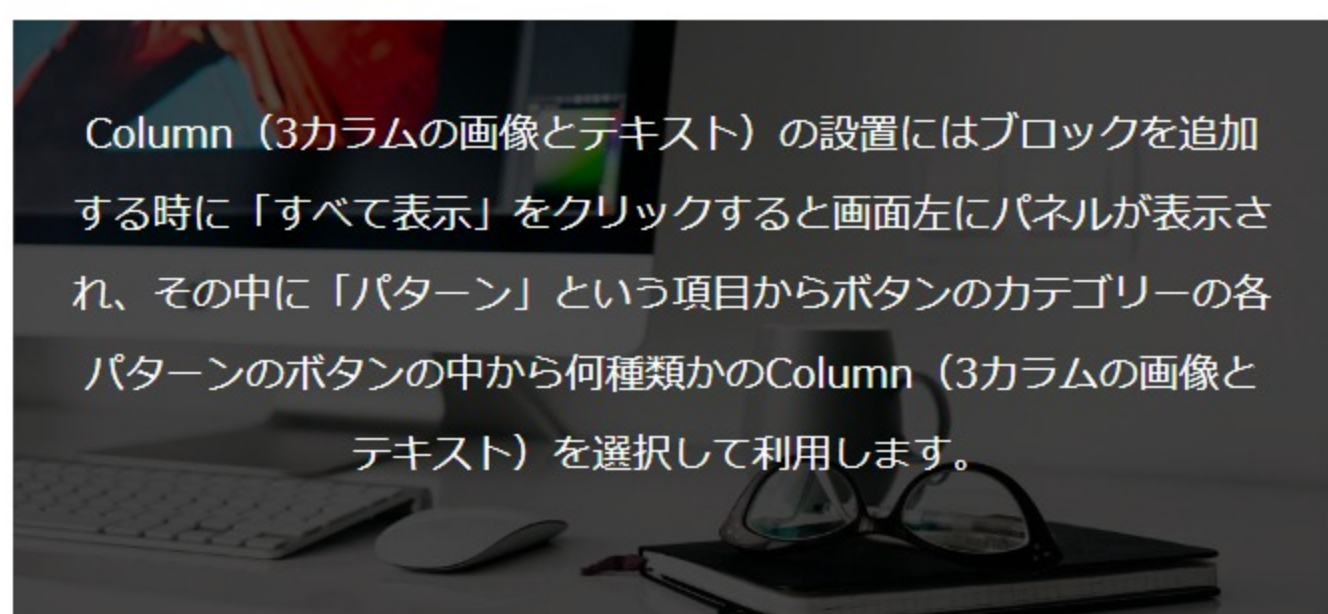 Column（3カラムの画像とテキスト）の設置にはブロックを追加
する時に「すべて表示」をクリックすると画面左にパネルが表示さ
れ、その中に「パターン」という項目からボタンのカテゴリーの各
パターンのボタンの中から何種類かのColumn（3カラムの画像と
テキスト）を選択して利用します。